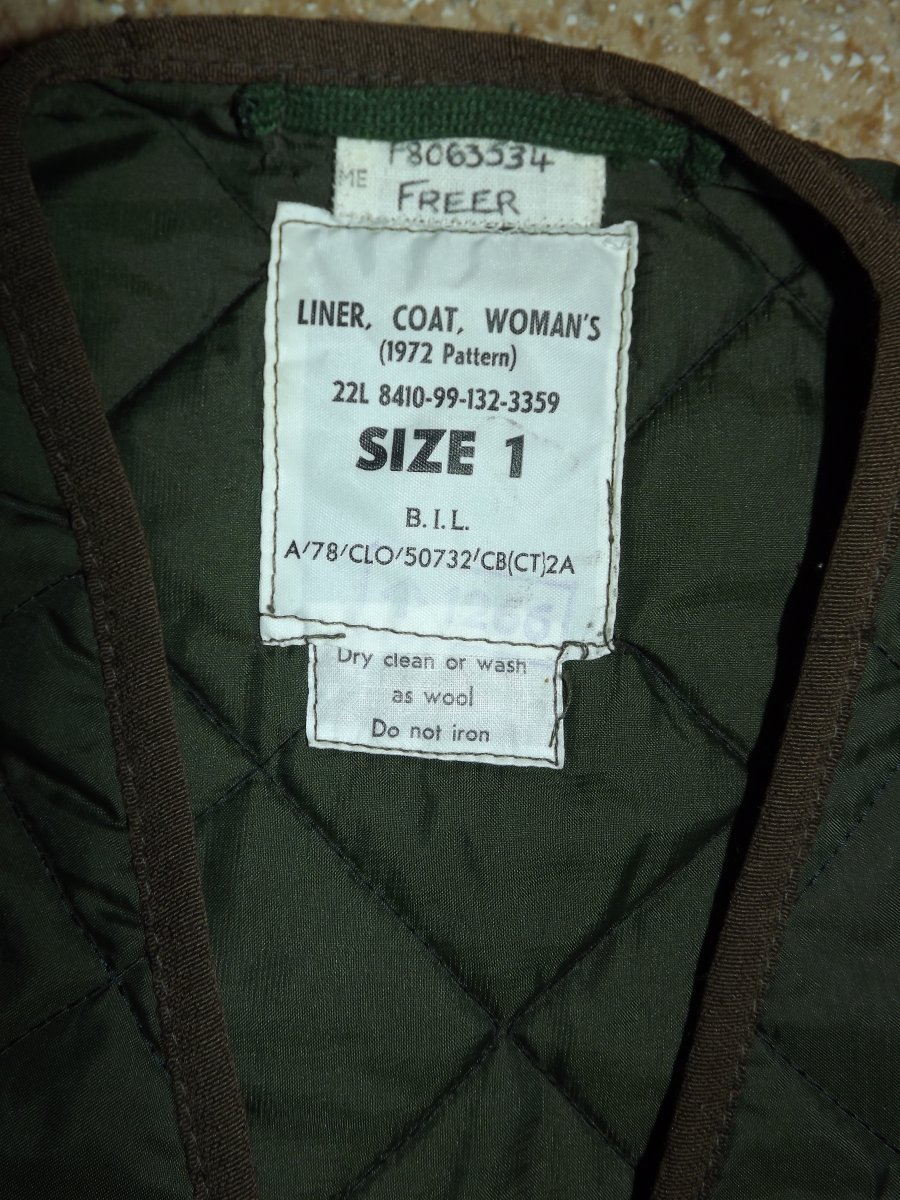 F8063534
ME
FREER
LINER, COAT, WOMAN'S
(1972 Pattern)
22L 8410-99-132-3359
SIZE 1
B.I.L.
A/78/CLO/50732/CB(CT)2A
Dry clean or wash
as wool
Do not iron